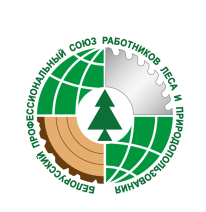 БЕЛОРУССКИЙ ПРОФЕССИОНАЛЬНЫЙ СОЮЗ РАБОТНИКОВ ЛЕСА И ПРИРОДОПОЛЬЗОВАНИЯ